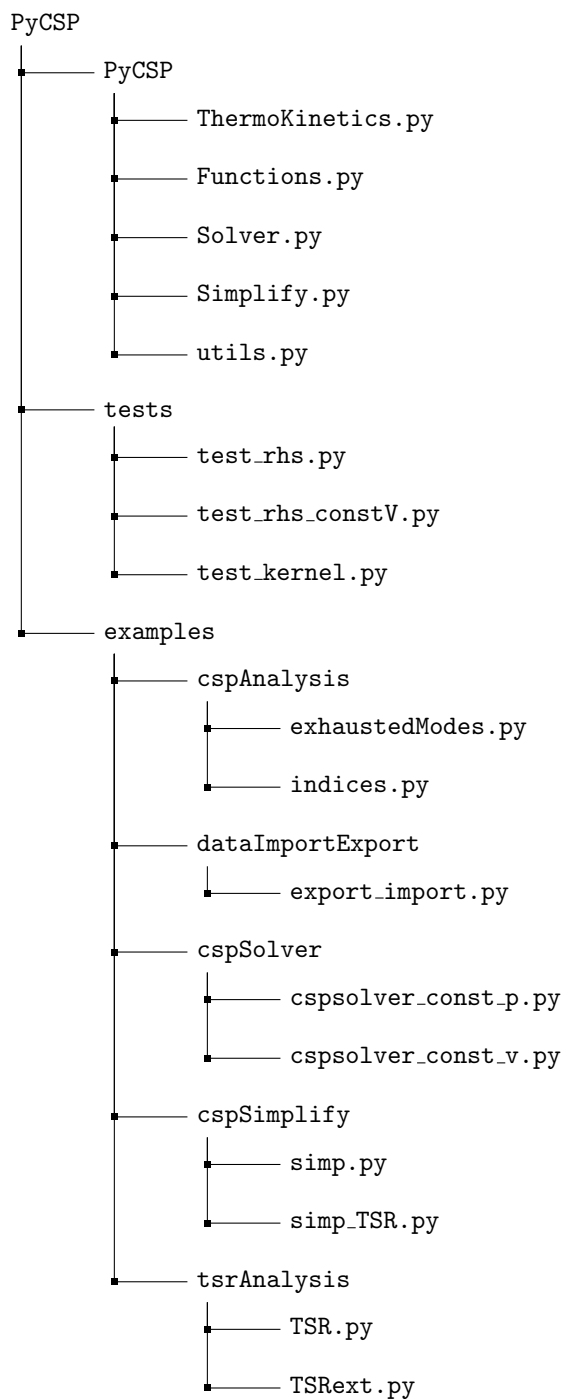 PyCSP
PyCSP
ThermoKinetics.py
Functions.py
Solver.py
Simplify.py
utils.py
tests
test_rhs.py
test_rhs_constV.py
test_kernel.py
examples
cspAnalysis
exhaustedModes.py
indices.py
dataImportExport
export_import.py
cspSolver
cspsolver_const_p.py
cspsolver_const_v.py
cspSimplify
simp.py
simp_TSR.py
tsrAnalysis
TSR.py
TSRext.py